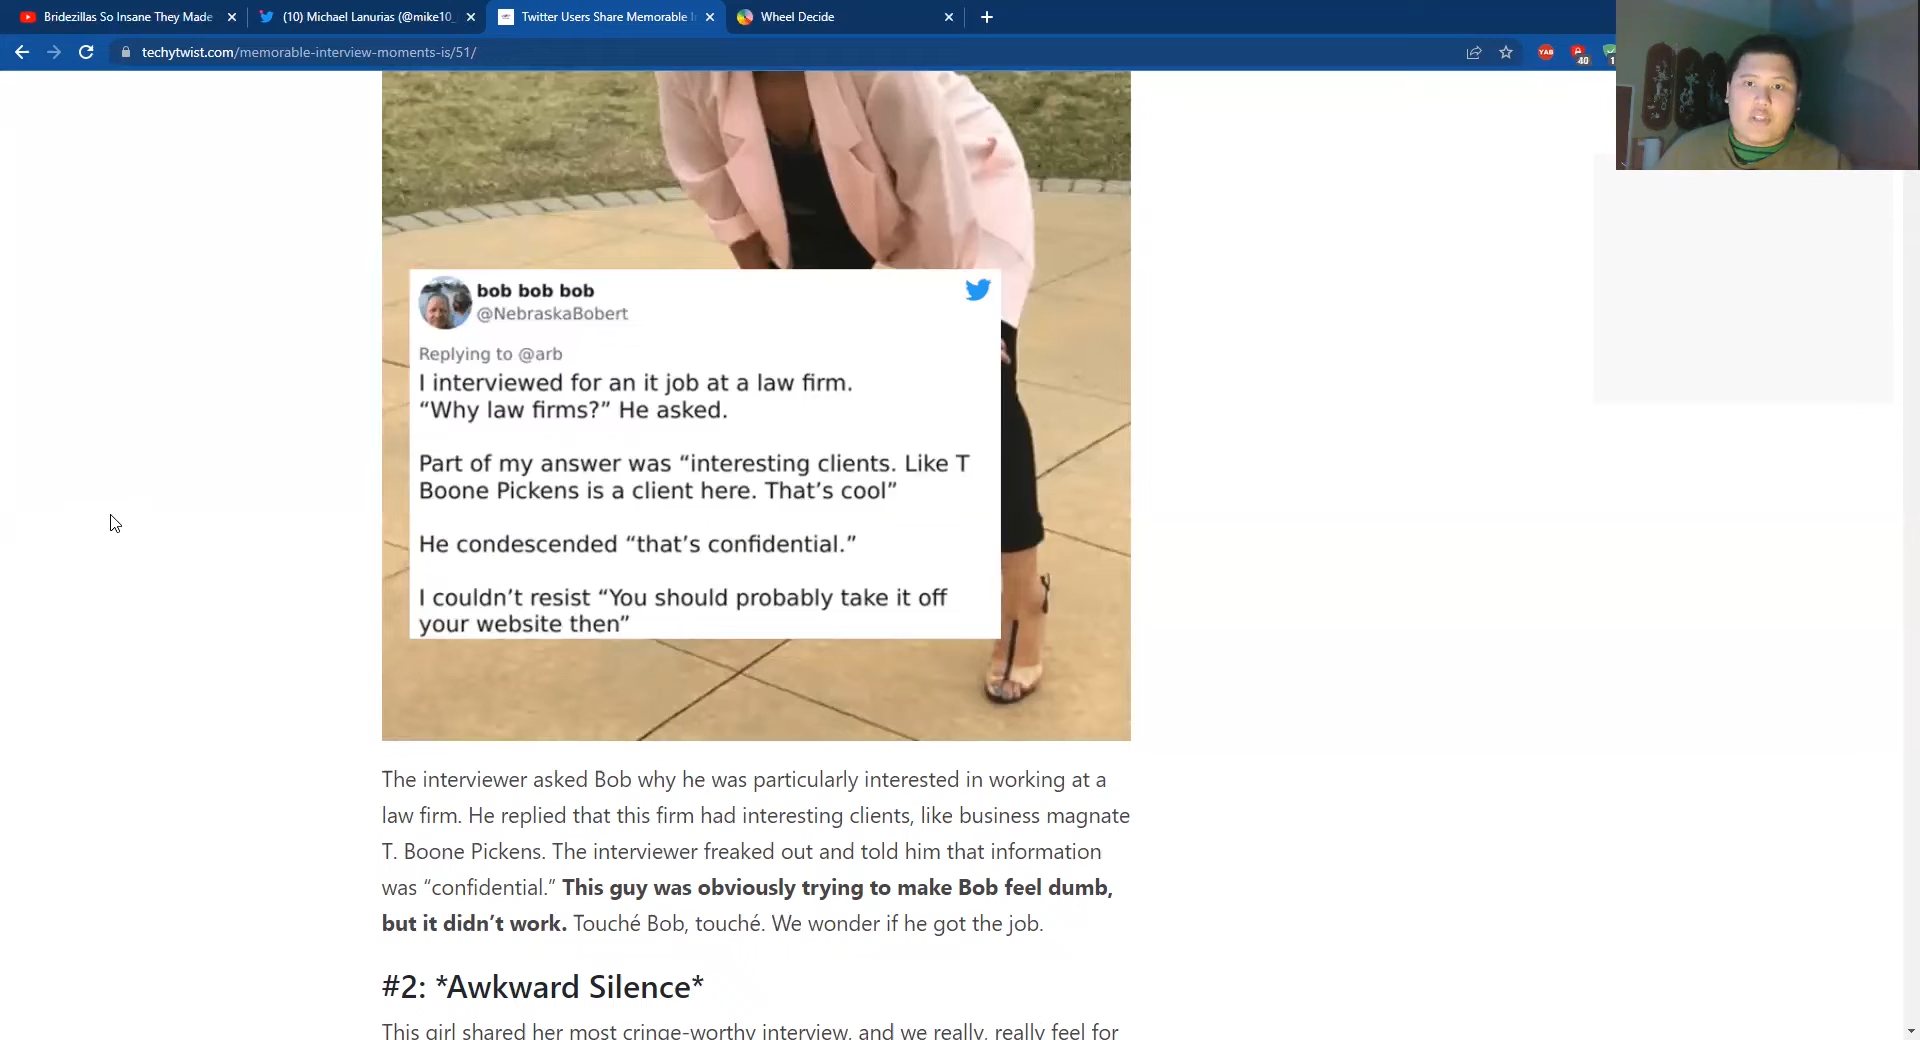 Bridezillas So Insane They Made
(10) Michael Lanurias (@mike10_
Twitter Users Share Memorable I
Wheel Decide
techytwist.com/memorable-interview-moments-is/51/
YAB
40
1
bob bob bob
@NebraskaBobert
Replying to @arb
I interviewed for an it job at a law firm.
“Why law firms?” He asked.
Part of my answer was “interesting clients. Like T
Boone Pickens is a client here. That’s cool”
He condescended “that’s confidential.”
I couldn’t resist “You should probably take it off
your website then”
The interviewer asked Bob why he was particularly interested in working at a
law firm. He replied that this firm had interesting clients, like business magnate
T. Boone Pickens. The interviewer freaked out and told him that information
was “confidential.” This guy was obviously trying to make Bob feel dumb,
but it didn’t work. Touché Bob, touché. We wonder if he got the job.
#2: *Awkward Silence*
This girl shared her most cringe-worthy interview, and we really, really feel for